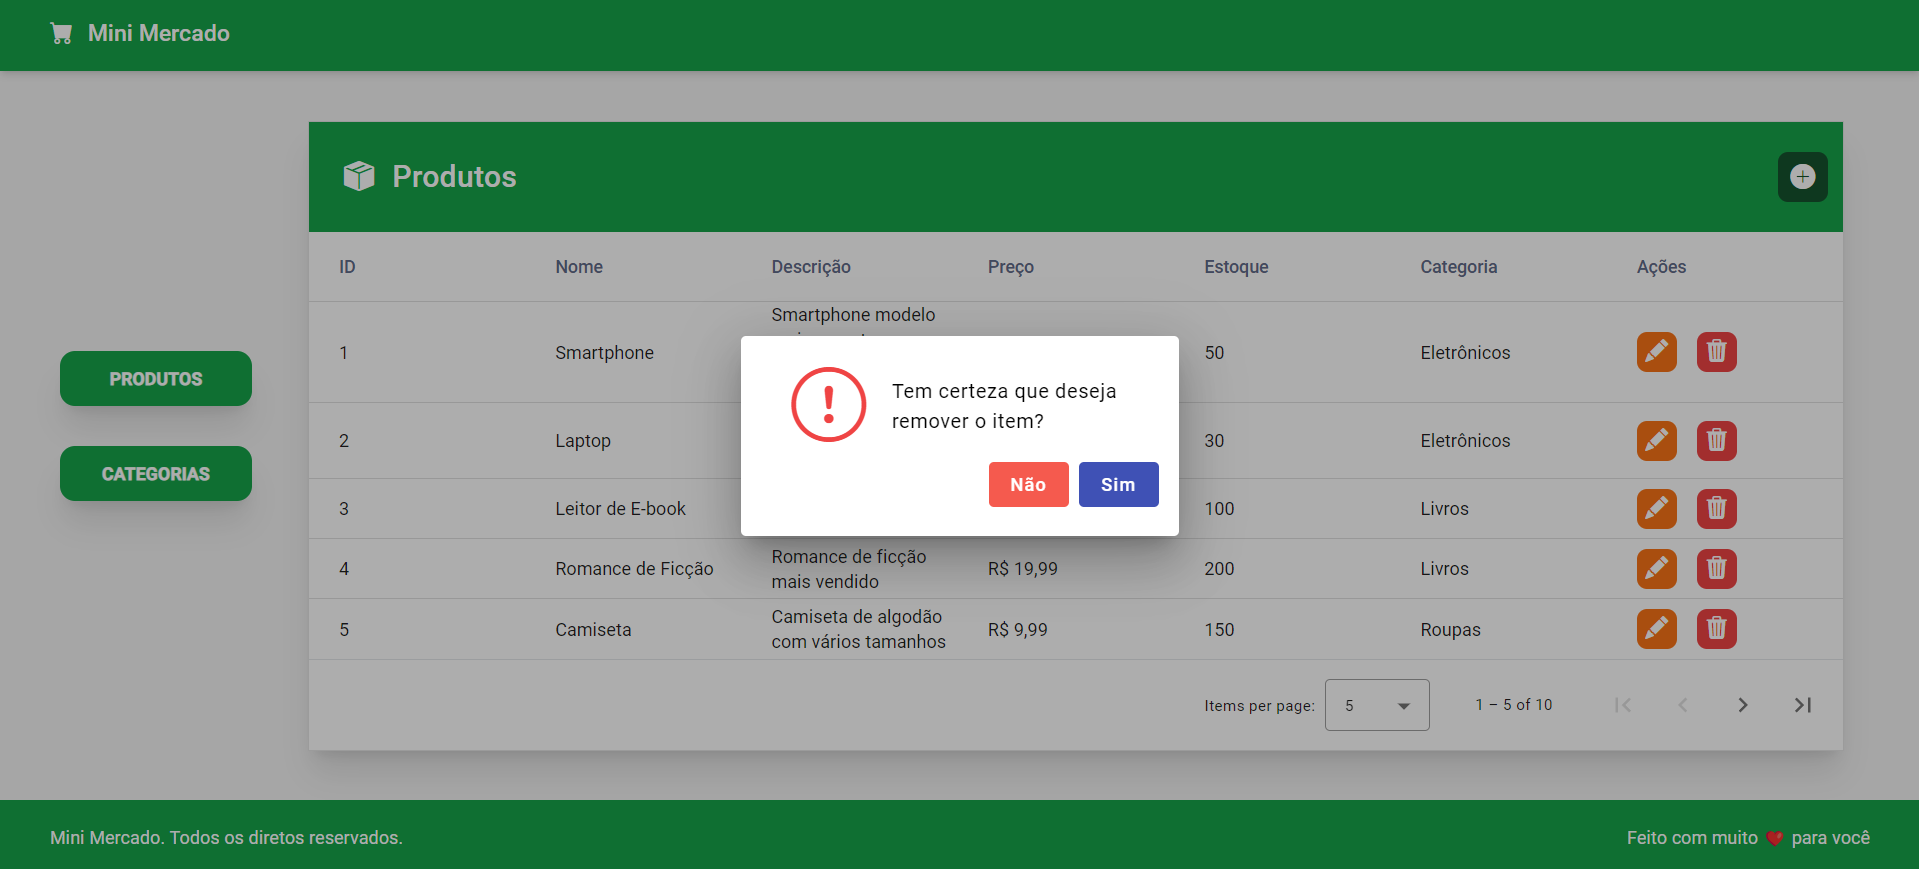 Mini Mercado
Produtos
ID Nome Descrição Preço Estoque Categoria Ações
PRODUTOS
CATEGORIAS
Smartphone modelo
1 Smartphone 50 Eletrônicos
2 Laptop 30 Eletrônicos
3 Leitor de E-book 100 Livros
4 Romance de Ficção Romance de ficção
mais vendido R$ 19,99 200 Livros
5 Camiseta Camiseta de algodão
com vários tamanhos R$ 9,99 150 Roupas
Tem certeza que deseja
remover o item?
Não Sim
Items per page: 5 1 – 5 of 10
Mini Mercado. Todos os diretos reservados.
Feito com muito ❤ para você